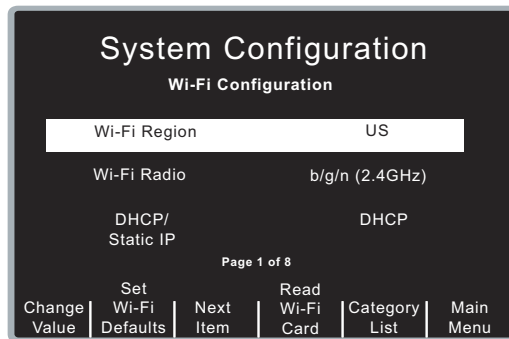 System Configuration
Wi-Fi Configuration
Wi-Fi Region US
Wi-Fi Radio b/g/n (2.4GHz)
DHCP/ DHCP
Static IP
Page 1 of 8
Set Read
Change Wi-Fi Next Wi-Fi Category Main
Value Defaults Item Card List Menu